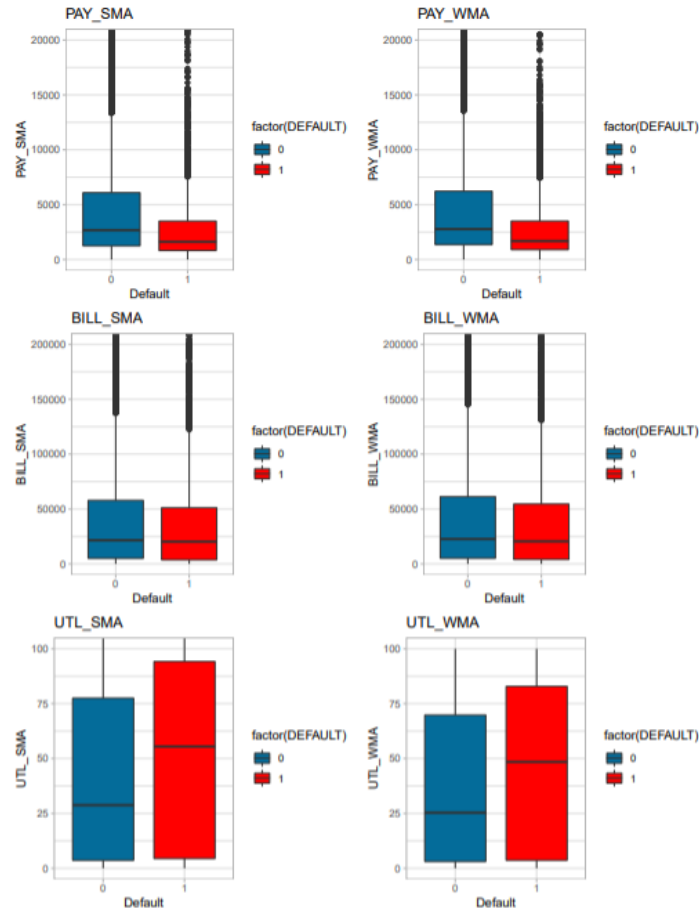 PAY_SMA
20000
15000
10000
5000
0
PAY_SMA
0
1
Default
factor(DEFAULT)
0
1
PAY_WMA
20000
15000
10000
5000
0
PAY_WMA
0
1
Default
factor(DEFAULT)
0
1
BILL_SMA
200000
150000
100000
50000
0
BILL_SMA
0
1
Default
factor(DEFAULT)
0
1
BILL_WMA
200000
150000
100000
50000
0
BILL_WMA
0
1
Default
factor(DEFAULT)
0
1
UTL_SMA
100
75
50
25
0
UTL_SMA
0
1
Default
factor(DEFAULT)
0
1
UTL_WMA
100
75
50
25
0
UTL_WMA
0
1
Default
factor(DEFAULT)
0
1